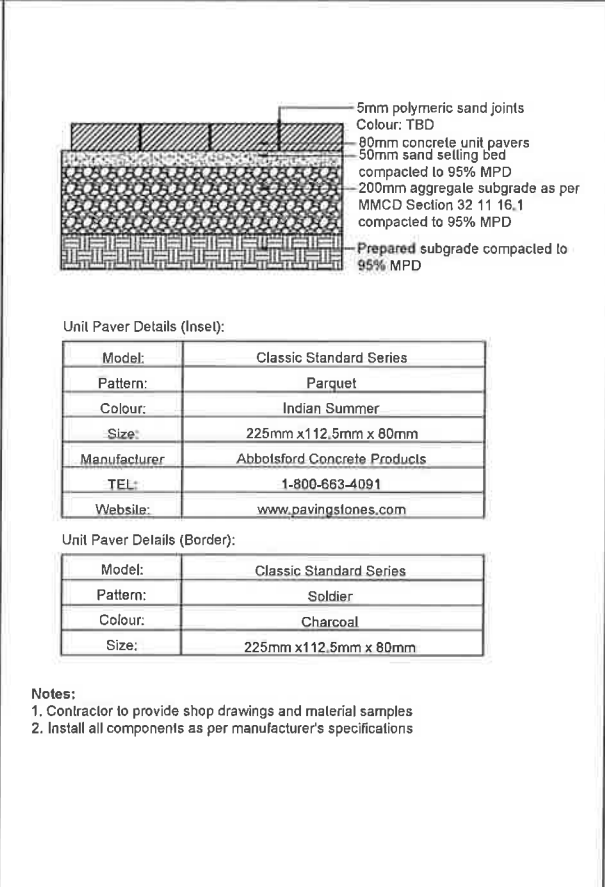 5mm polymeric sand joints
Colour: TBD
80mm concrete unit pavers
50mm sand setting bed
compacted to 95% MPD
200mm aggregate subgrade as per
MMCD Section 32 11 16.1
compacted to 95% MPD
Prepared subgrade compacted to
95% MPD
Unit Paver Details (Inset):
Model: Classic Standard Series
Pattern: Parquet
Colour: Indian Summer
Size: 225mm x112.5mm x 80mm
Manufacturer Abbotsford Concrete Products
TEL: 1-800-663-4091
Website: www.pavingstones.com
Unit Paver Details (Border):
Model: Classic Standard Series
Pattern: Soldier
Colour: Charcoal
Size: 225mm x112.5mm x 80mm
Notes:
1. Contractor to provide shop drawings and material samples
2. Install all components as per manufacturer's specifications